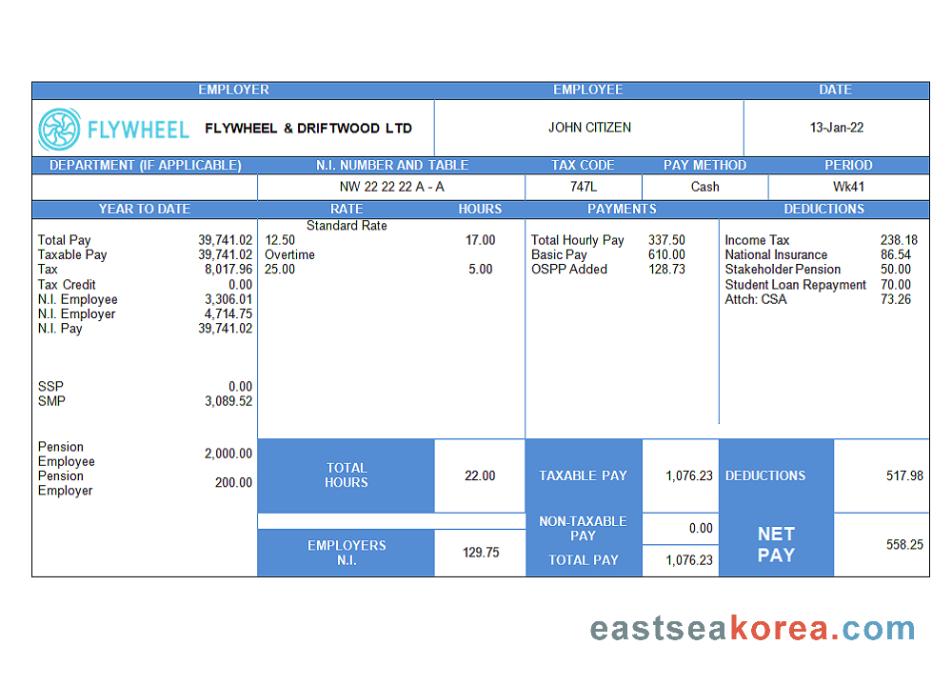 EMPLOYER EMPLOYEE DATE
FLYWHEEL FLYWHEEL & DRIFTWOOD LTD JOHN CITIZEN 13-Jan-22
DEPARTMENT (IF APPLICABLE) N.I. NUMBER AND TABLE TAX CODE PAY METHOD PERIOD
NW 22 22 22 A - A 747L Cash Wk41
YEAR TO DATE RATE HOURS PAYMENTS DEDUCTIONS
Standard Rate
Total Pay 39,741.02 12.50 17.00 Total Hourly Pay 337.50 Income Tax 238.18
Taxable Pay 39,741.02 Overtime Basic Pay 610.00 National Insurance 86.54
Tax 8,017.96 25.00 5.00 OSPP Added 128.73 Stakeholder Pension 50.00
Tax Credit 0.00 Student Loan Repayment 70.00
N.I. Employee 3,306.01 Attch: CSA 73.26
N.I. Employer 4,714.75
N.I. Pay 39,741.02
SSP 0.00
SMP 3,089.52
Pension
Employee 2,000.00
Pension
Employer 200.00
TOTAL
HOURS 22.00 TAXABLE PAY 1,076.23 DEDUCTIONS 517.98
NON-TAXABLE
PAY 0.00
EMPLOYERS
N.I. 129.75 TOTAL PAY 1,076.23
NET
PAY 558.25
eastseakorea.com